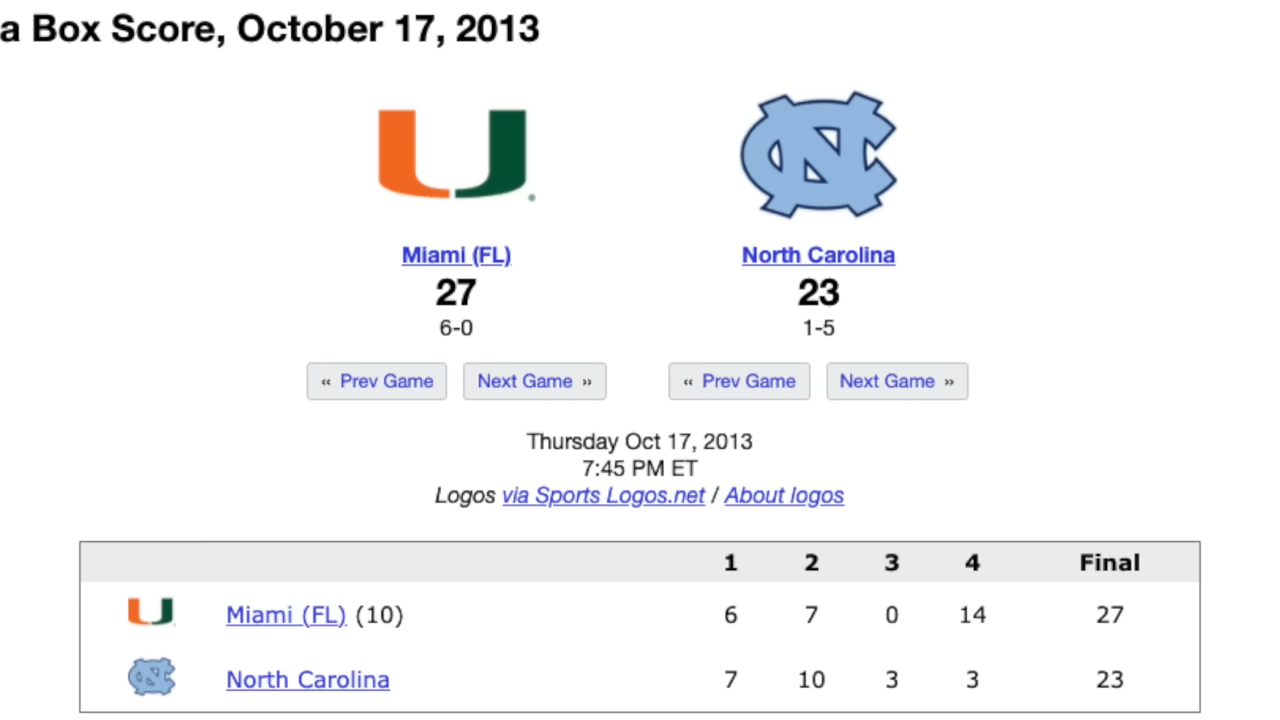 a Box Score, October 17, 2013
Miami (FL) North Carolina
27 23
6-0 1-5
« Prev Game Next Game » « Prev Game Next Game »
Thursday Oct 17, 2013
7:45 PM ET
Logos via Sports Logos.net / About logos
1 2 3 4 Final
Miami (FL) (10) 6 7 0 14 27
North Carolina 7 10 3 3 23